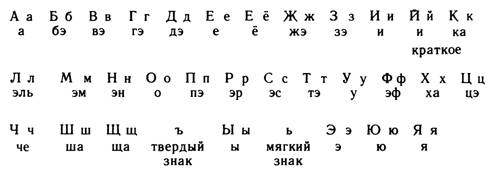 Аа Бб Вв Гг Дд Ее Её Жж Зз Ии Йй Кк
а бэ вэ гэ дэ е ё жэ зэ и и ка
краткое
Лл Мм Нн Оо Пп Рр Сс Тт Уу Фф Хх Цц
эль эм эн о пэ эр эс тэ у эф ха цэ
Чч Шш Щщ ъ Ыы ь Ээ Юю Яя
че ша ща твердый ы мягкий э ю я
знак знак